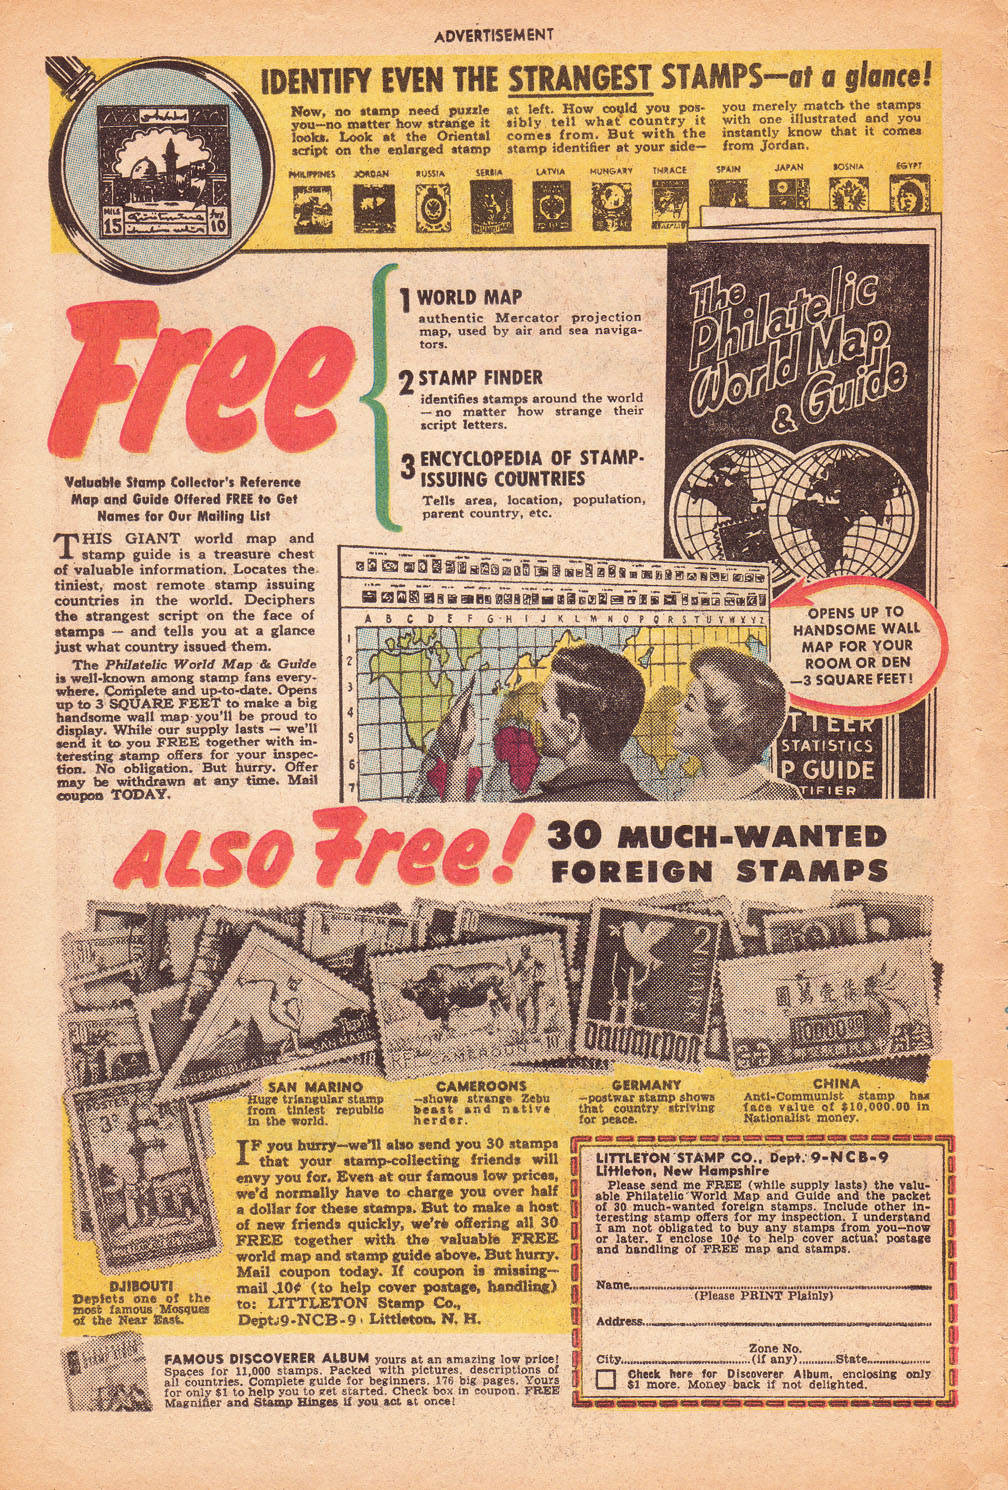 ADVERTISEMENT
IDENTIFY EVEN THE STRANGEST STAMPS—at a glance!
Now, no stamp need puzzle
you—no matter how strange it
looks. Look at the Oriental
script on the enlarged stamp
at left. How could you pos-
sibly tell what country it
comes from. But with the
stamp identifier at your side—
you merely match the stamps
with one illustrated and you
instantly know that it comes
from Jordan.
MILS
15
10
PHILIPPINES JORDAN RUSSIA SERBIA LATVIA HUNGARY THRACE SPAIN JAPAN BOSNIA EGYPT
Free
1 WORLD MAP
authentic Mercator projection
map, used by air and sea naviga-
tors.
2 STAMP FINDER
identifies stamps around the world
— no matter how strange their
script letters.
3 ENCYCLOPEDIA OF STAMP-
ISSUING COUNTRIES
Tells area, location, population,
parent country, etc.
The
Philatelic
World Map
& Guide
Valuable Stamp Collector's Reference
Map and Guide Offered FREE to Get
Names for Our Mailing List
THIS GIANT world map and
stamp guide is a treasure chest
of valuable information. Locates the
tiniest, most remote stamp issuing
countries in the world. Deciphers
the strangest script on the face of
stamps — and tells you at a glance
just what country issued them.
The Philatelic World Map & Guide
is well-known among stamp fans every-
where. Complete and up-to-date. Opens
up to 3 SQUARE FEET to make a big
handsome wall map you'll be proud to
display. While our supply lasts — we'll
send it to you FREE together with in-
teresting stamp offers for your inspec-
tion. No obligation. But hurry. Offer
may be withdrawn at any time. Mail
coupon TODAY.
A B C D E F G H I J K L M N O P Q R S T U V W X Y Z
1
2
3
4
5
6
7
OPENS UP TO
HANDSOME WALL
MAP FOR YOUR
ROOM OR DEN
—3 SQUARE FEET!
TTEER
STATISTICS
P GUIDE
TIFIER
ALSO Free!
30 MUCH-WANTED
FOREIGN STAMPS
SAN MARINO
Huge triangular stamp
from tiniest republic
in the world.
CAMEROONS
—shows strange Zebu
beast and native
herder.
GERMANY
—postwar stamp shows
that country striving
for peace.
CHINA
Anti-Communist stamp has
face value of $10,000.00 in
Nationalist money.
RF CAMEROUN 10
2
POSTES
3
DJIBOUTI
Depicts one of the
most famous Mosques
of the Near East.
IF you hurry—we'll also send you 30 stamps
that your stamp-collecting friends will
envy you for. Even at our famous low prices,
we'd normally have to charge you over half
a dollar for these stamps. But to make a host
of new friends quickly, we're offering all 30
FREE together with the valuable FREE
world map and stamp guide above. But hurry.
Mail coupon today. If coupon is missing—
mail 10¢ (to help cover postage, handling)
to: LITTLETON Stamp Co.,
Dept. 9-NCB-9, Littleton, N. H.
LITTLETON STAMP CO., Dept. 9-NCB-9
Littleton, New Hampshire
Please send me FREE (while supply lasts) the valu-
able Philatelic World Map and Guide and the packet
of 30 much-wanted foreign stamps. Include other in-
teresting stamp offers for my inspection. I understand
I am not obligated to buy any stamps from you—now
or later. I enclose 10¢ to help cover actual postage
and handling of FREE map and stamps.
Name
(Please PRINT Plainly)
Address
Zone No.
City (if any) State
Check here for Discoverer Album, enclosing only
$1 more. Money back if not delighted.
FAMOUS DISCOVERER ALBUM yours at an amazing low price!
Spaces for 11,000 stamps. Packed with pictures, descriptions of
all countries. Complete guide for beginners. 176 big pages. Yours
for only $1 to help you to get started. Check box in coupon. FREE
Magnifier and Stamp Hinges if you act at once!